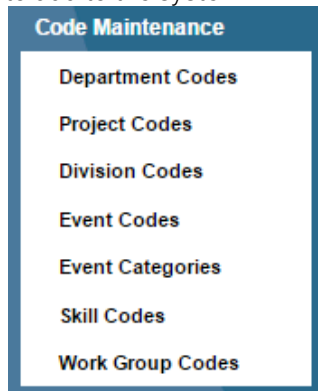 Code Maintenance
Department Codes
Project Codes
Division Codes
Event Codes
Event Categories
Skill Codes
Work Group Codes